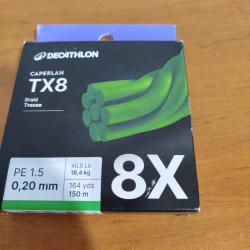 DECATHLON
CAPERLAN
TX8
Braid
Tresse
PE 1.5
0,20 mm
40.5 Lb
18,4 kg
164 yds
150 m
8X